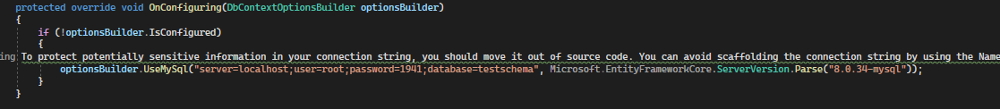 protected override void OnConfiguring(DbContextOptionsBuilder optionsBuilder)
{
if (!optionsBuilder.IsConfigured)
{
ing To protect potentially sensitive information in your connection string, you should move it out of source code. You can avoid scaffolding the connection string by using the Name
optionsBuilder.UseMySql("server=localhost;user=root;password=1941;database=testschema", Microsoft.EntityFrameworkCore.ServerVersion.Parse("8.0.34-mysql"));
}
}